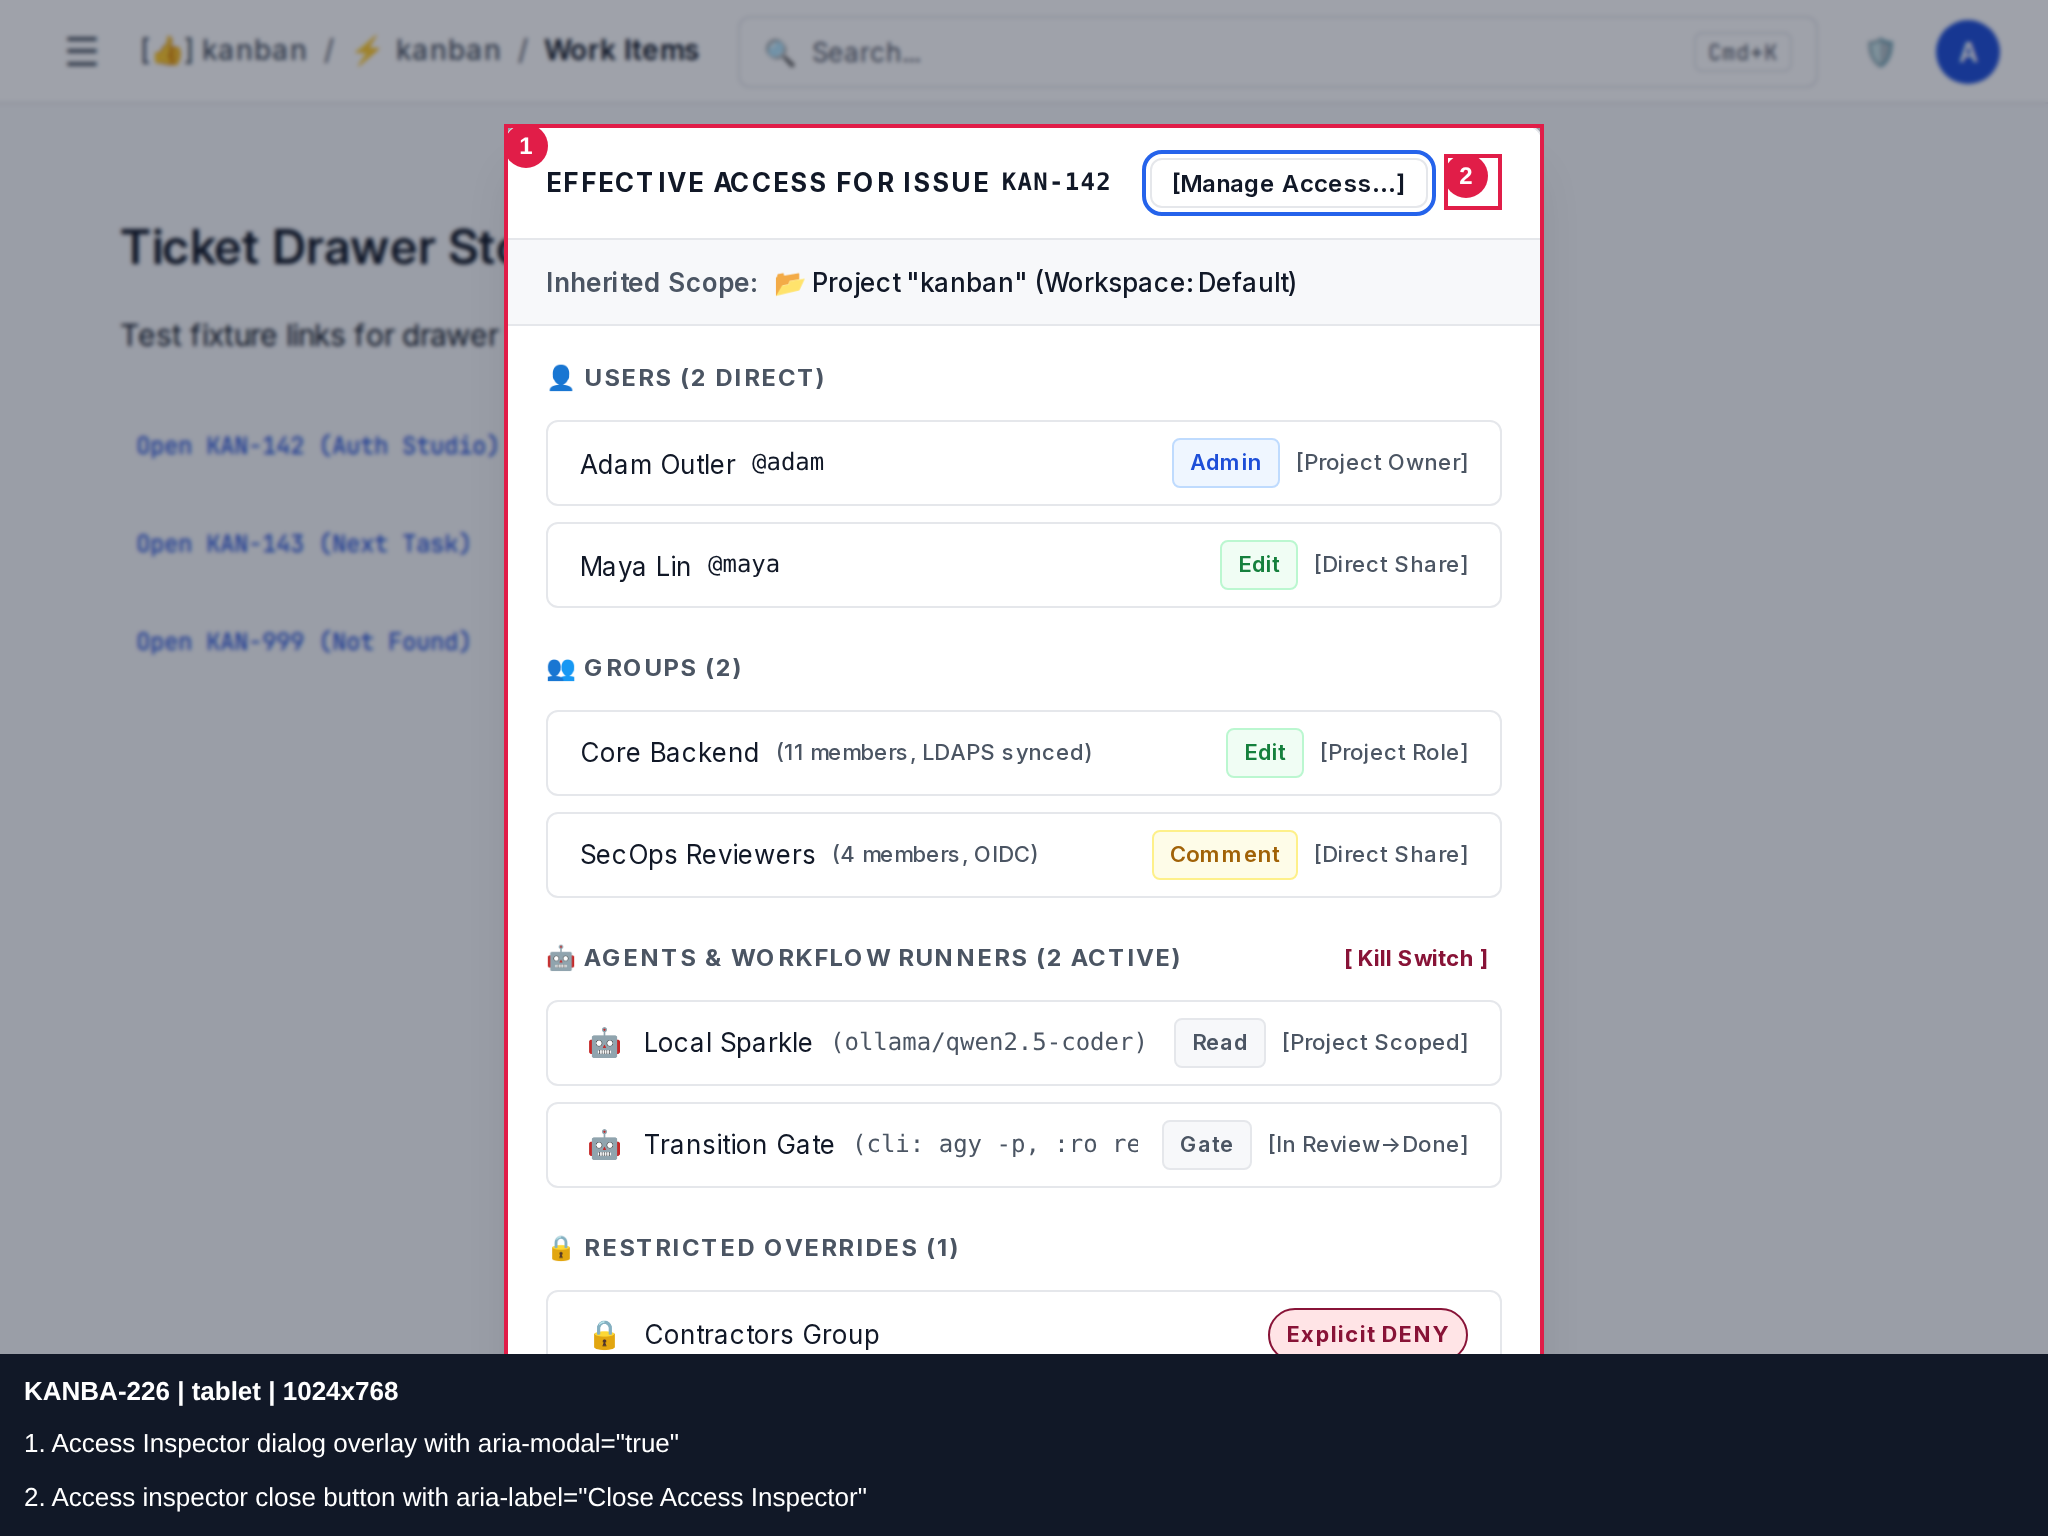 [👍] kanban / ⚡ kanban / Work Items
🔍 Search... Cmd+K
A
1
EFFECTIVE ACCESS FOR ISSUE KAN-142 [Manage Access...] 2
Ticket Drawer
Inherited Scope: 📂 Project "kanban" (Workspace: Default)
Test fixture links for drawer
👤 USERS (2 DIRECT)
Open KAN-142 (Auth Studio)
Adam Outler @adam Admin [Project Owner]
Open KAN-143 (Next Task)
Maya Lin @maya Edit [Direct Share]
Open KAN-999 (Not Found)
👥 GROUPS (2)
Core Backend (11 members, LDAPS synced) Edit [Project Role]
SecOps Reviewers (4 members, OIDC) Comment [Direct Share]
🤖 AGENTS & WORKFLOW RUNNERS (2 ACTIVE) [ Kill Switch ]
🤖 Local Sparkle (ollama/qwen2.5-coder) Read [Project Scoped]
🤖 Transition Gate (cli: agy -p, :ro re Gate [In Review→Done]
🔒 RESTRICTED OVERRIDES (1)
🔒 Contractors Group Explicit DENY
KANBA-226 | tablet | 1024x768
1. Access Inspector dialog overlay with aria-modal="true"
2. Access inspector close button with aria-label="Close Access Inspector"